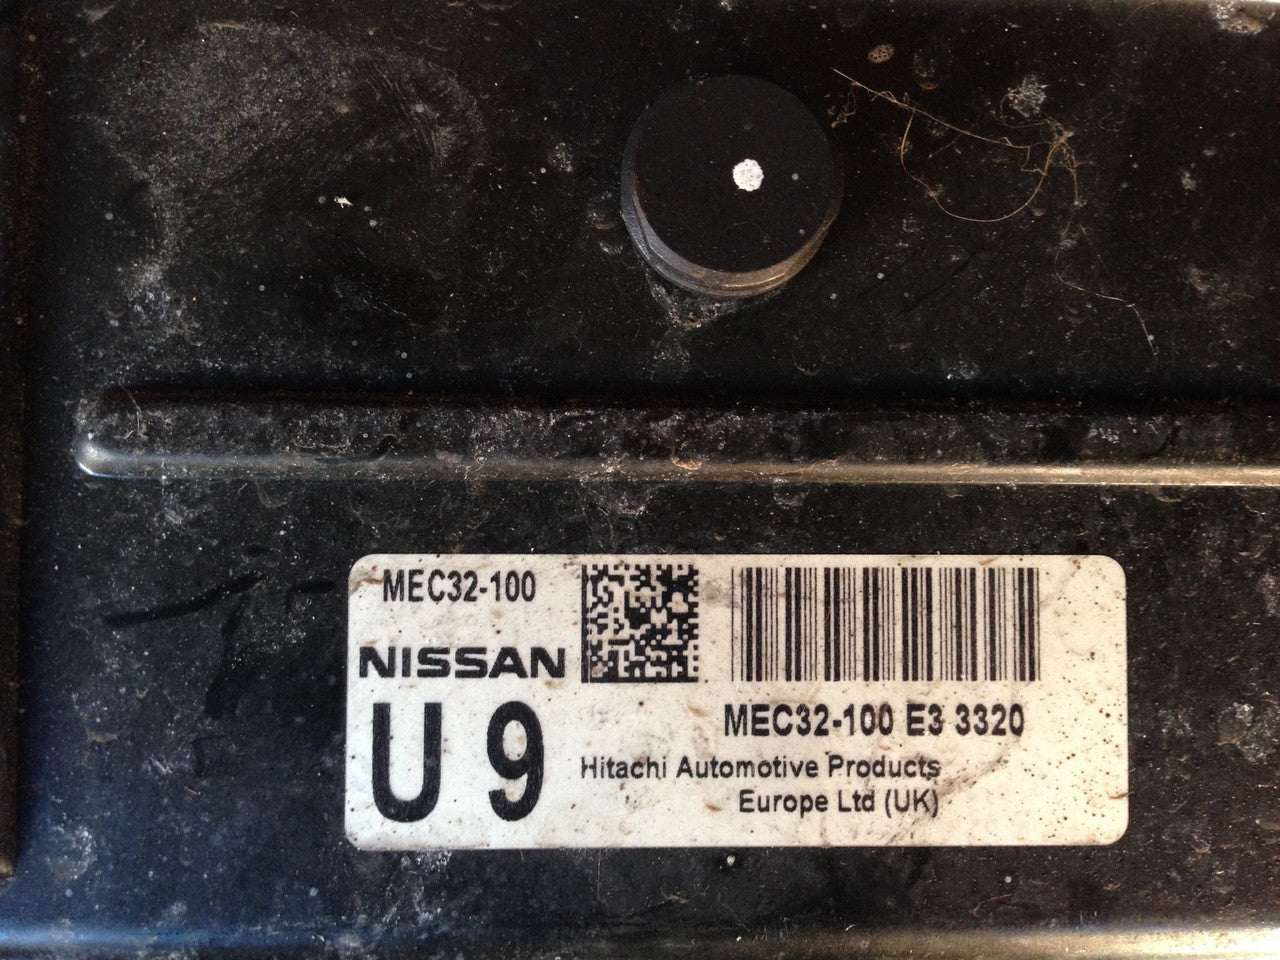 MEC32-100
NISSAN
U 9
MEC32-100 E3 3320
Hitachi Automotive Products
Europe Ltd (UK)